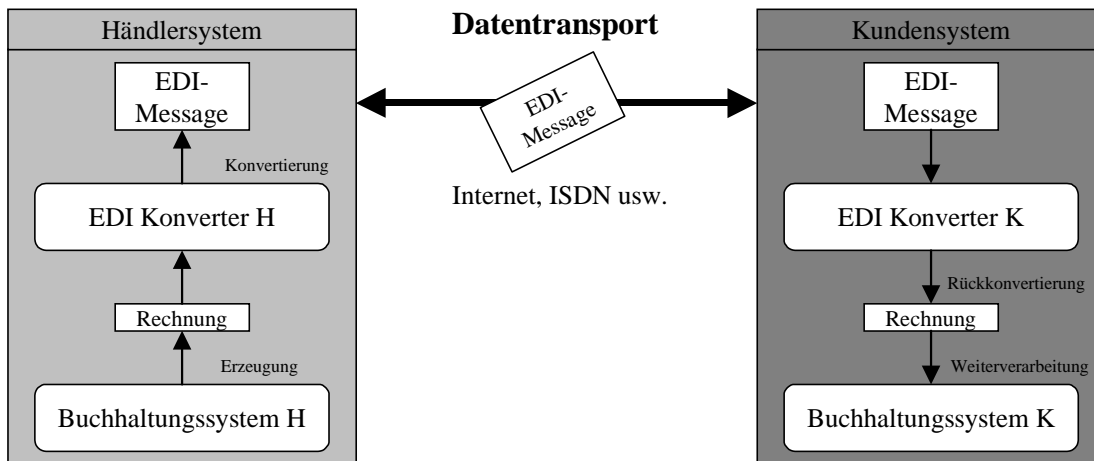 Händlersystem
EDI-
Message
Konvertierung
EDI Konverter H
Rechnung
Erzeugung
Buchhaltungssystem H
Datentransport
EDI-
Message
Internet, ISDN usw.
Kundensystem
EDI-
Message
EDI Konverter K
Rückkonvertierung
Rechnung
Weiterverarbeitung
Buchhaltungssystem K